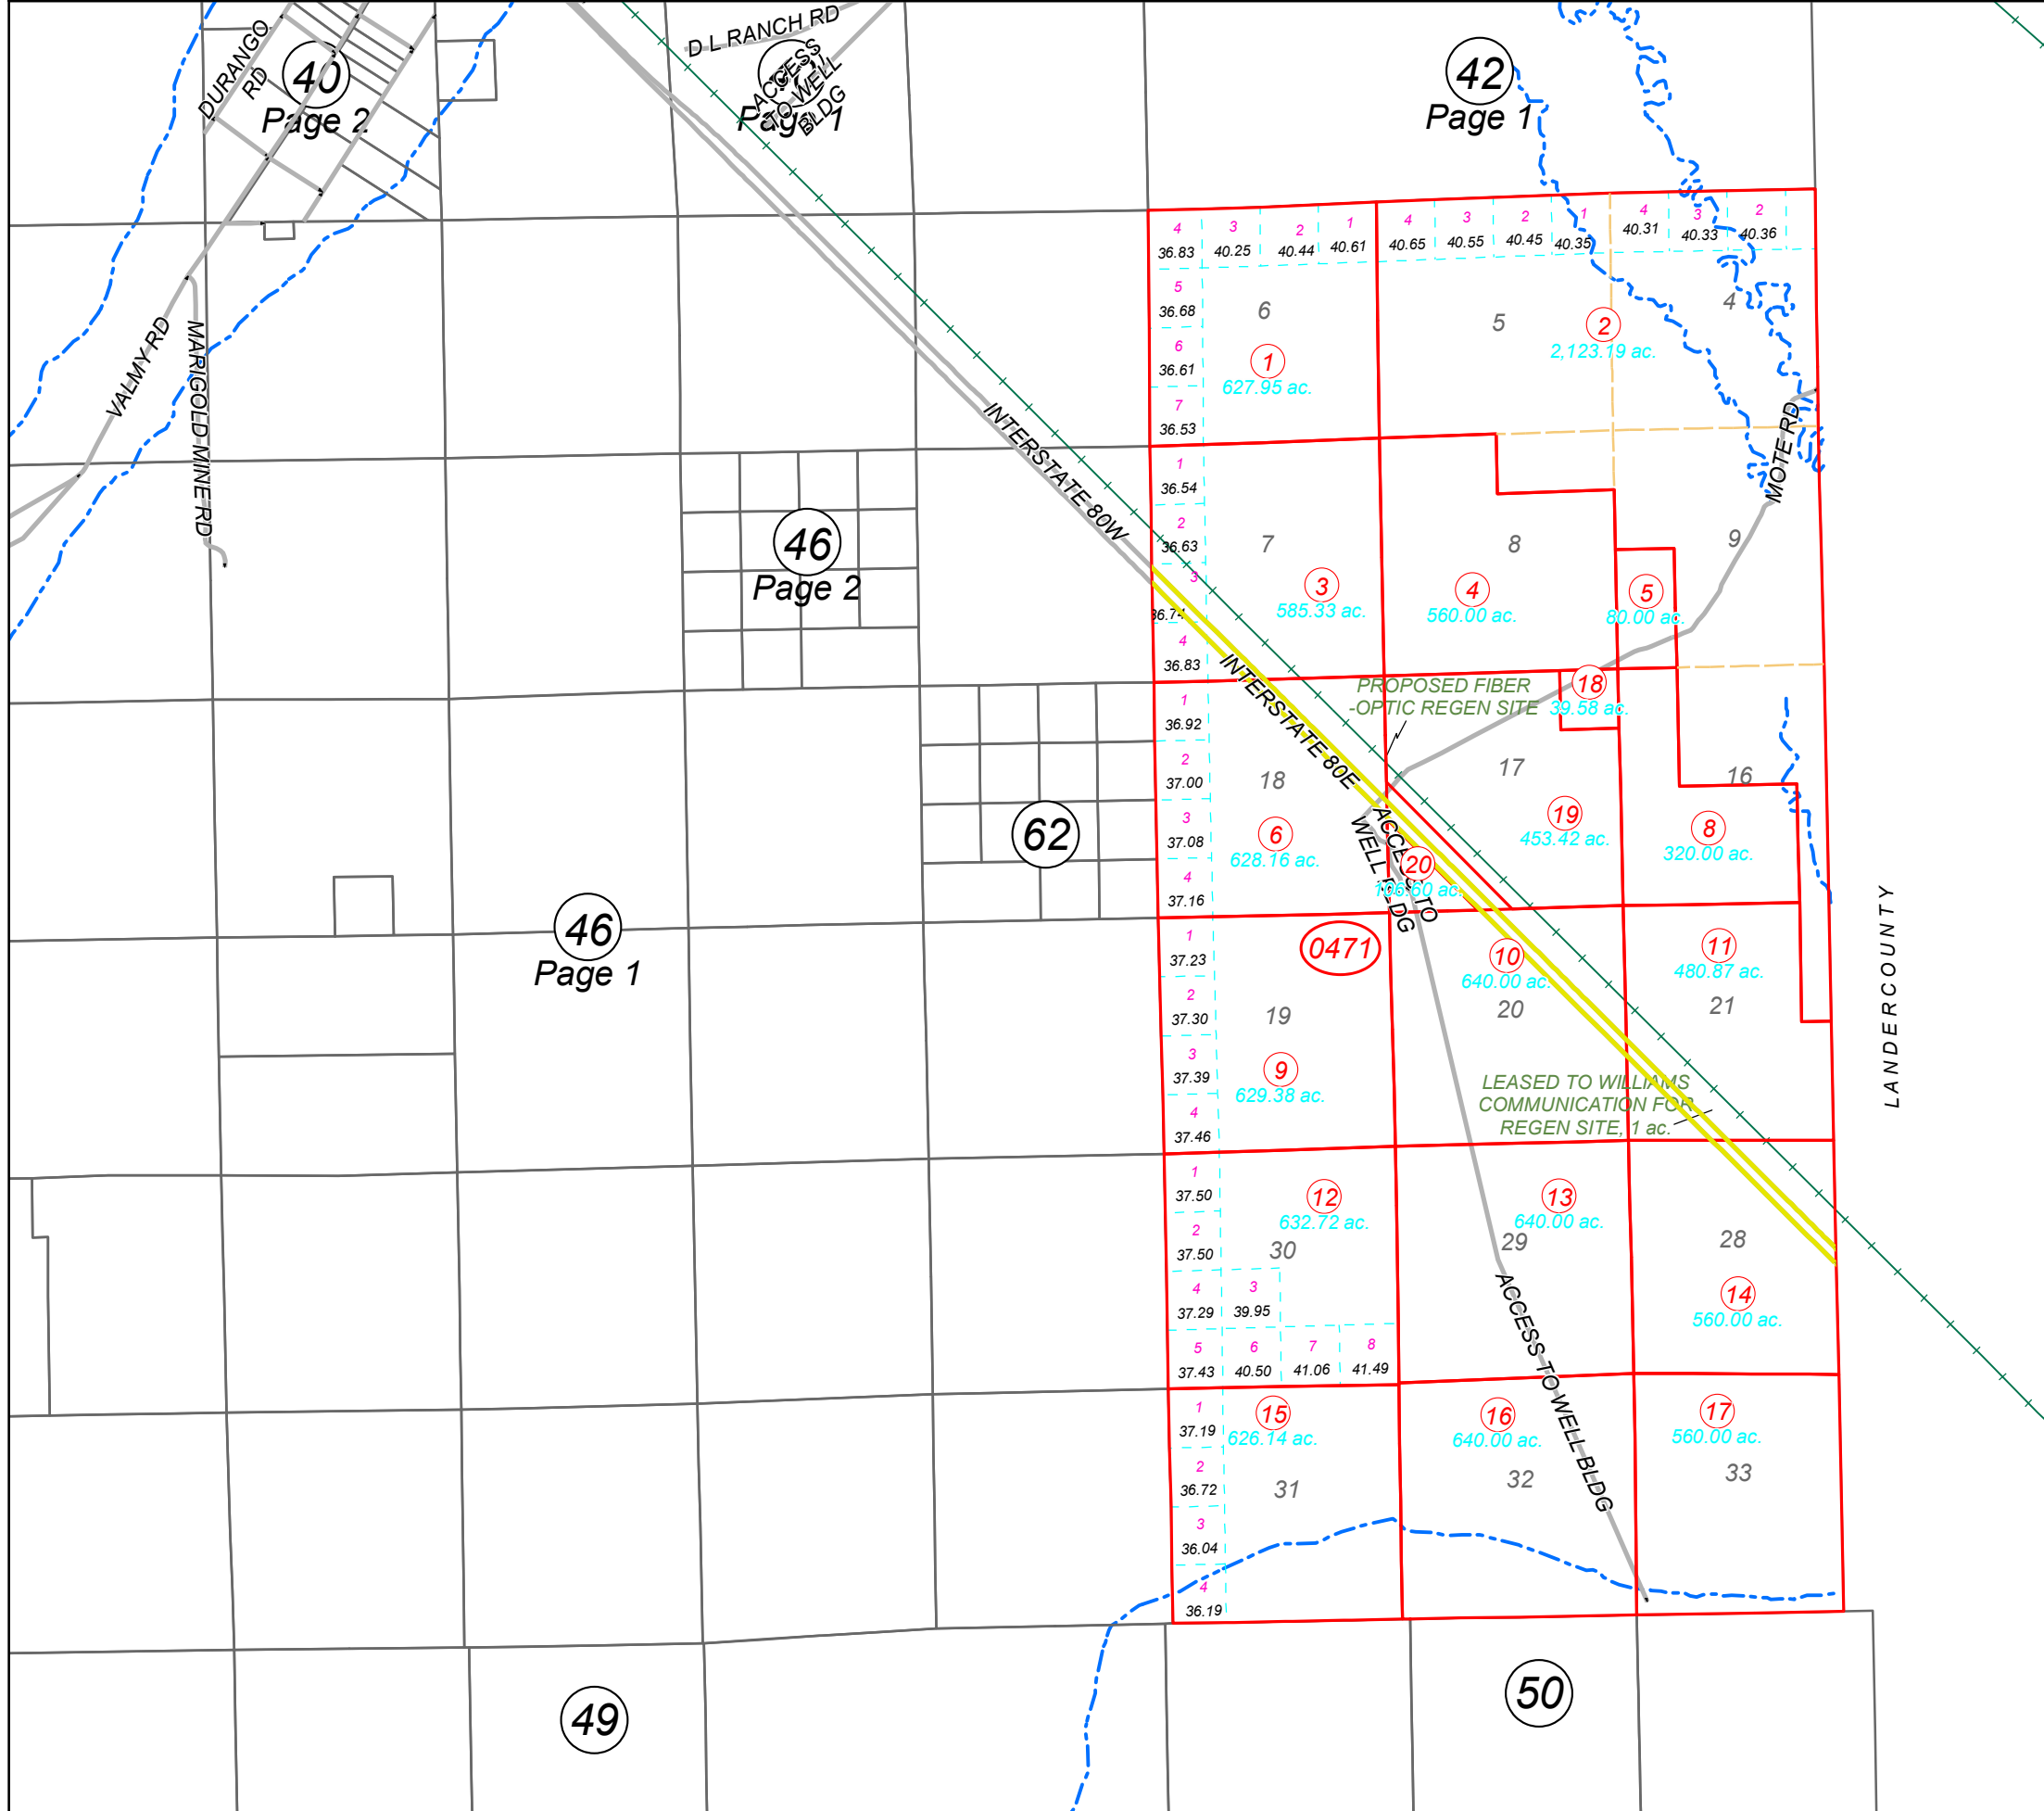 DURANGO
RD
40
Page 2
D L RANCH RD
ACCESS
TO WELL
BLDG
Page 1
42
Page 1
VALMY RD
MARIGOLD MINE RD
INTERSTATE 80W
4
36.83
3
40.25
2
40.44
1
40.61
4
40.65
3
40.55
2
40.45
1
40.35
4
40.31
3
40.33
2
40.36
5
36.68
6
36.61
7
36.53
6
1
627.95 ac.
5
2
2,123.19 ac.
4
MOTE RD
1
36.54
2
36.63
3
36.74
4
36.83
7
3
585.33 ac.
8
4
560.00 ac.
5
80.00 ac.
9
46
Page 2
INTERSTATE 80E
PROPOSED FIBER
-OPTIC REGEN SITE
18
39.58 ac.
1
36.92
2
37.00
3
37.08
4
37.16
18
6
628.16 ac.
17
19
453.42 ac.
16
8
320.00 ac.
ACCESS TO
WELL BLDG
20
106.60 ac.
62
46
Page 1
0471
1
37.23
2
37.30
3
37.39
4
37.46
19
9
629.38 ac.
10
640.00 ac.
20
11
480.87 ac.
21
LANDER COUNTY
LEASED TO WILLIAMS
COMMUNICATION FOR
REGEN SITE, 1 ac.
1
37.50
2
37.50
4
37.29
3
39.95
5
37.43
6
40.50
7
41.06
8
41.49
12
632.72 ac.
30
13
640.00 ac.
29
28
14
560.00 ac.
ACCESS TO WELL BLDG
1
37.19
2
36.72
3
36.04
4
36.19
15
626.14 ac.
31
16
640.00 ac.
32
17
560.00 ac.
33
49
50